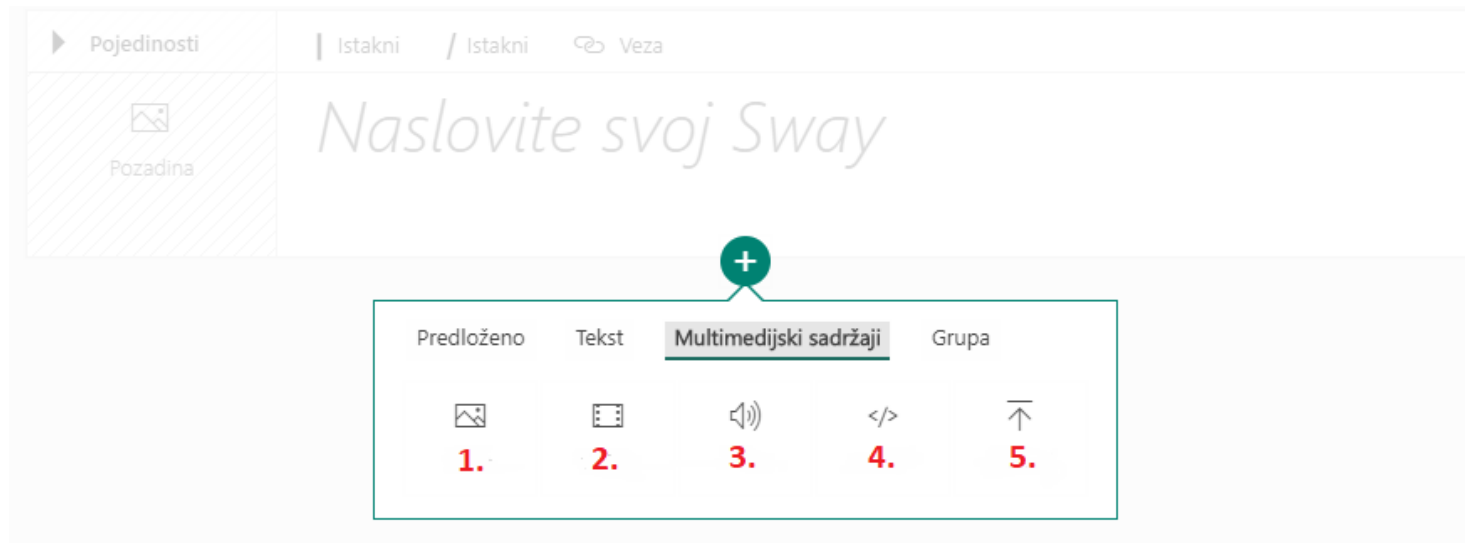 Pojedinosti
Istakni / Istakni Veza
Pozadina
Naslovite svoj Sway
+
Predloženo Tekst Multimedijski sadržaji Grupa
</>
1. 2. 3. 4. 5.